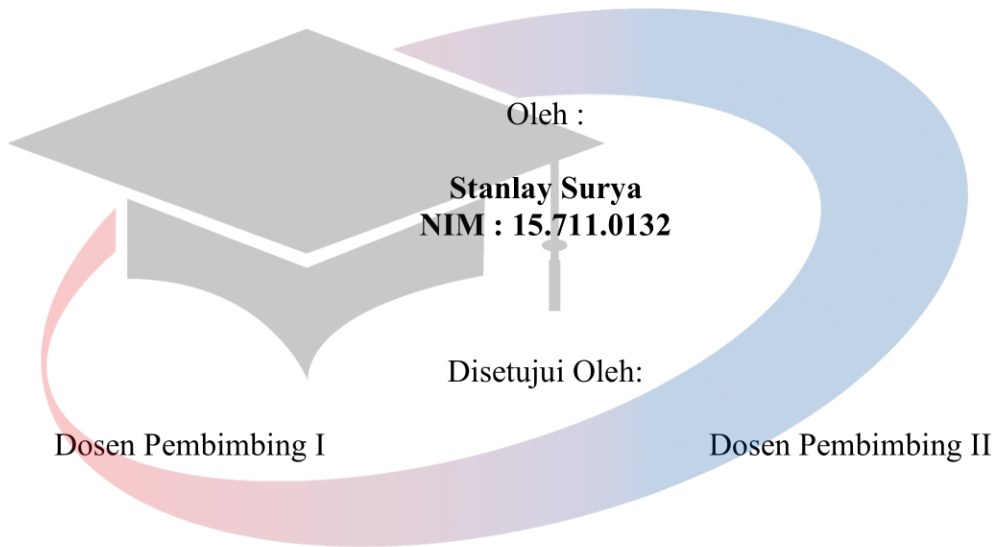 Oleh :
Stanlay Surya
NIM : 15.711.0132
Disetujui Oleh:
Dosen Pembimbing I
Dosen Pembimbing II